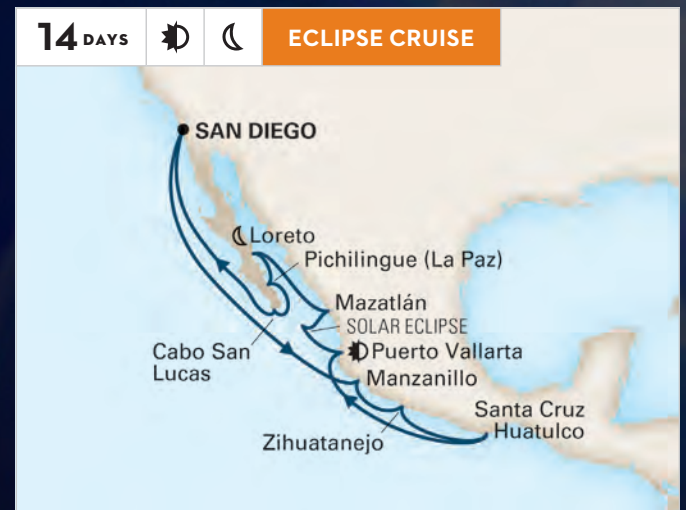 14 DAYS
ECLIPSE CRUISE
SAN DIEGO
Loreto
Pichilingue (La Paz)
Mazatlán
SOLAR ECLIPSE
Puerto Vallarta
Cabo San
Lucas
Manzanillo
Santa Cruz
Huatulco
Zihuatanejo